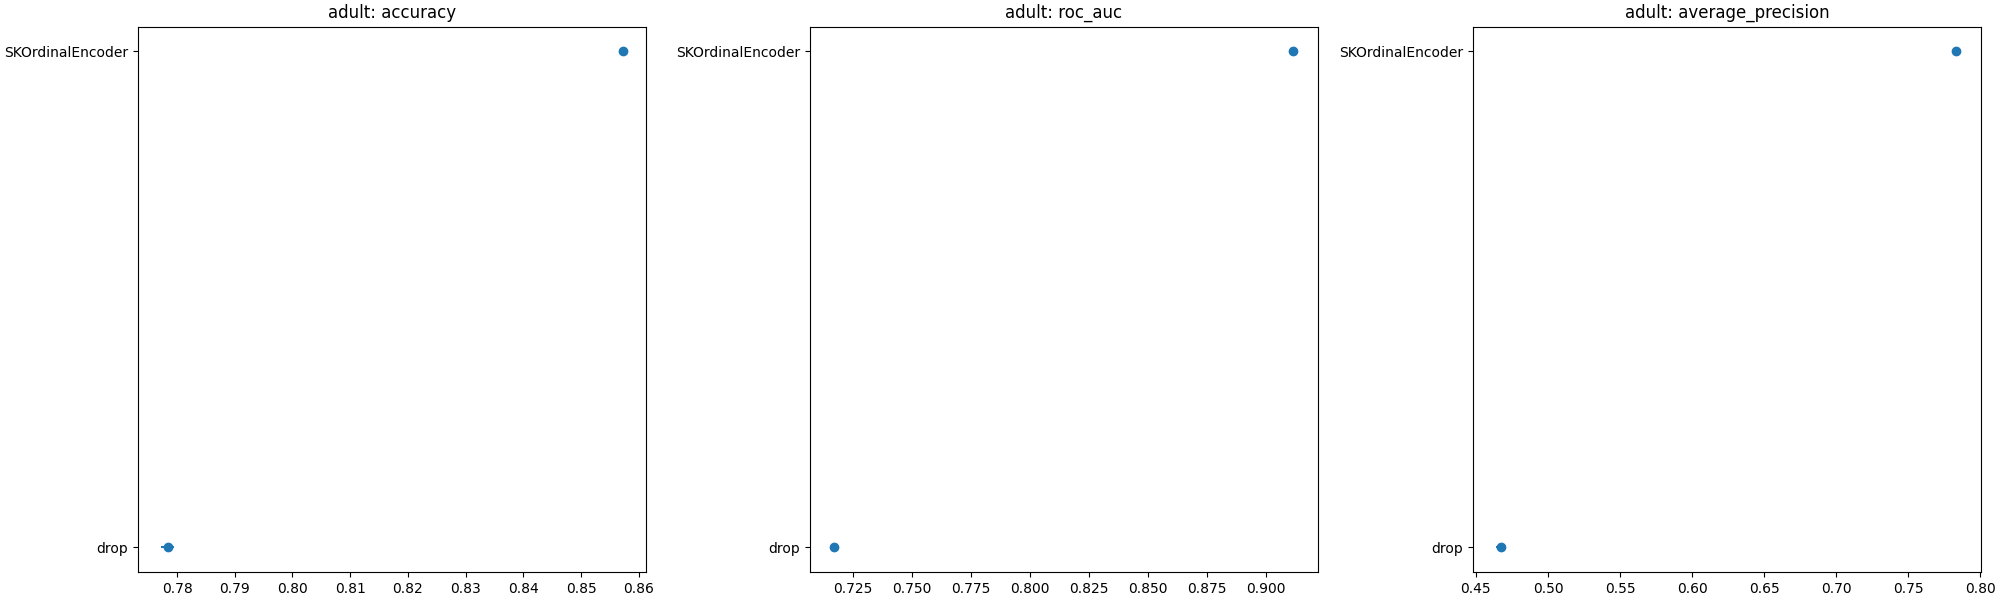 adult: accuracy
SKOrdinalEncoder
drop
0.78 0.79 0.80 0.81 0.82 0.83 0.84 0.85 0.86
adult: roc_auc
SKOrdinalEncoder
drop
0.725 0.750 0.775 0.800 0.825 0.850 0.875 0.900
adult: average_precision
SKOrdinalEncoder
drop
0.45 0.50 0.55 0.60 0.65 0.70 0.75 0.80